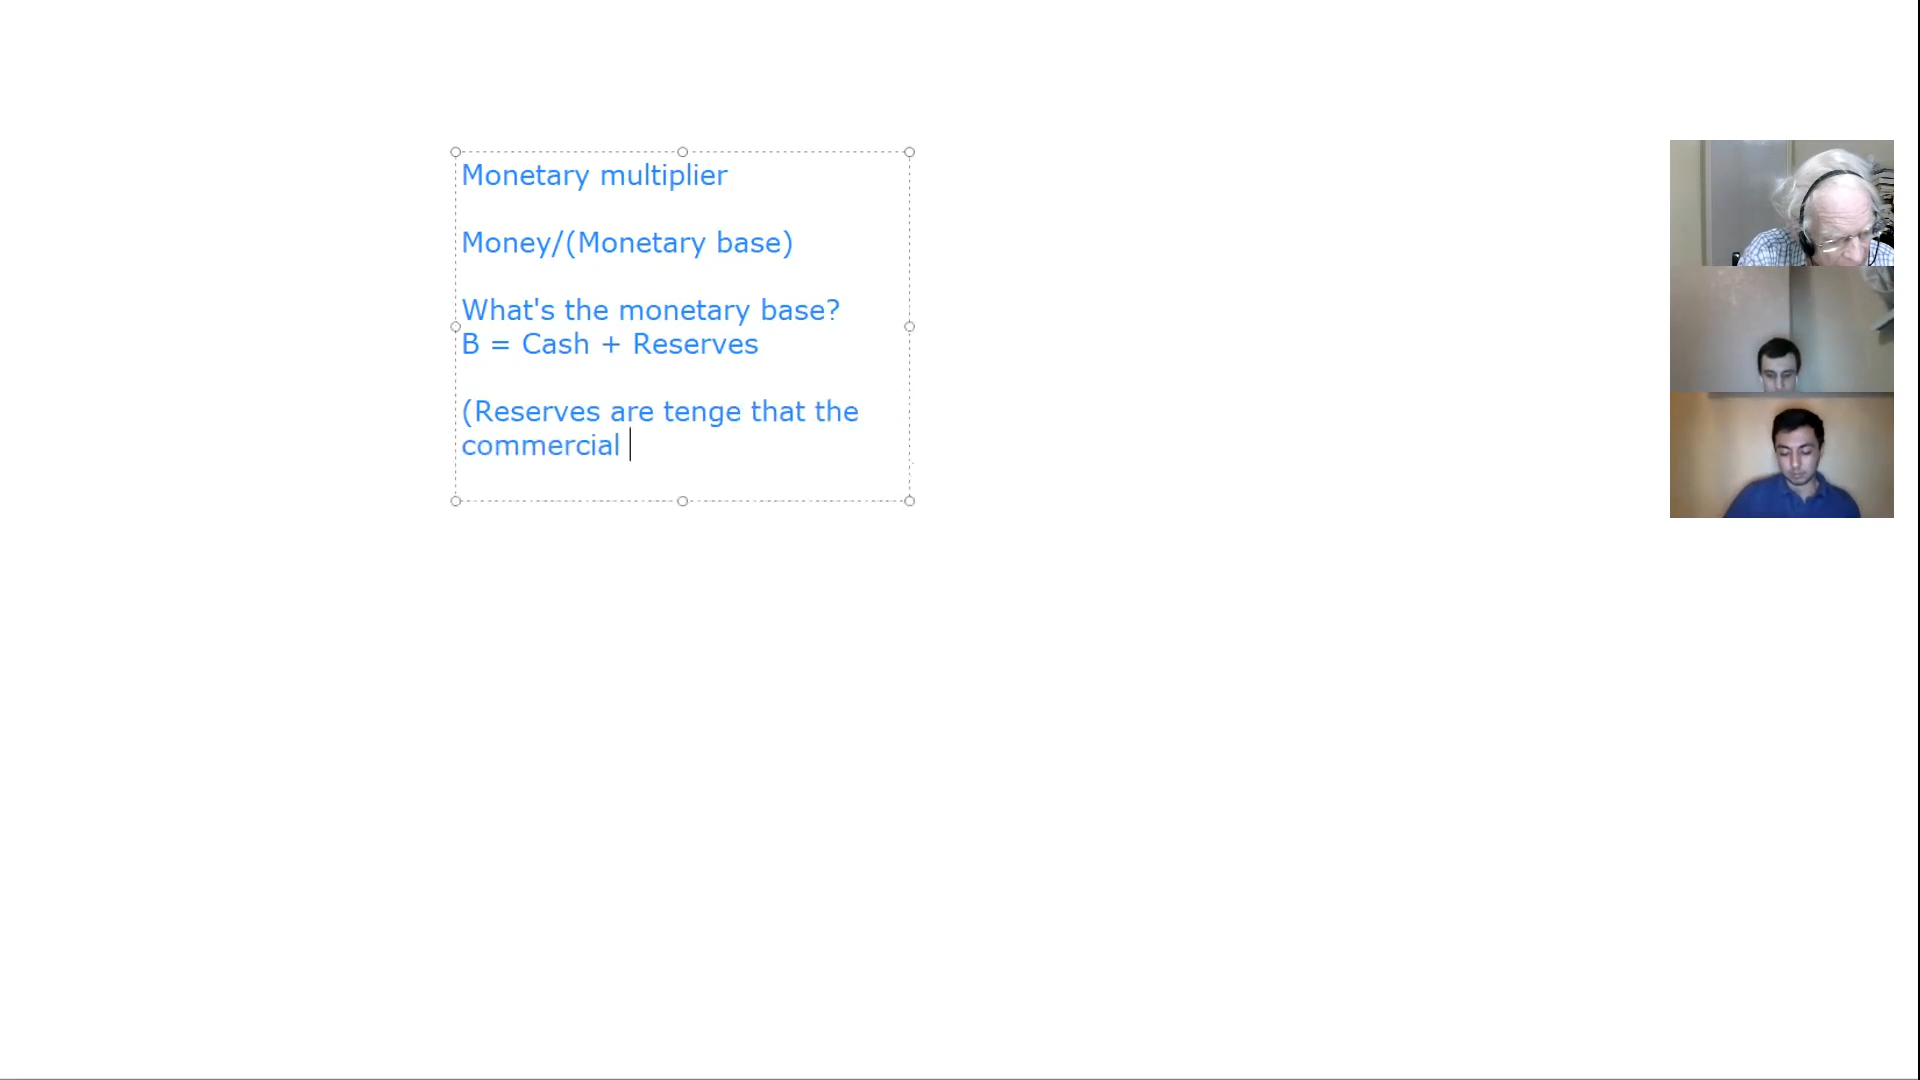 Monetary multiplier
Money/(Monetary base)
What's the monetary base?
B = Cash + Reserves
(Reserves are tenge that the
commercial